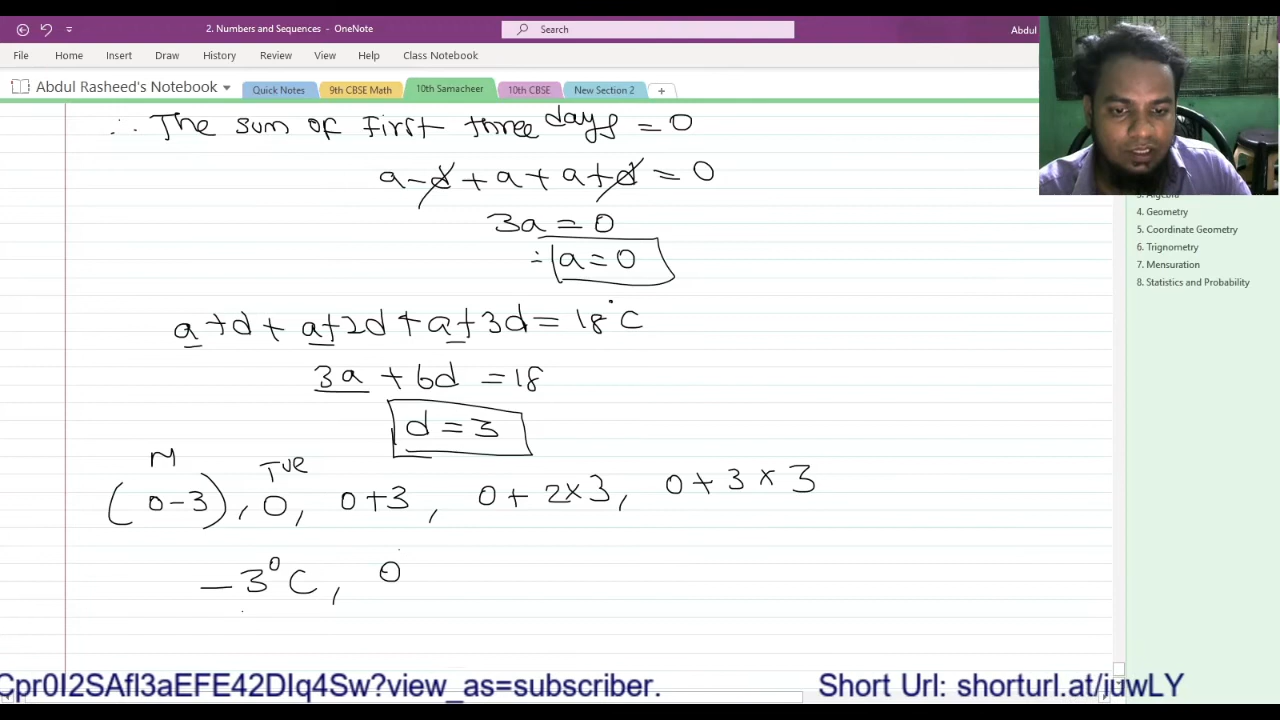 2. Numbers and Sequences - OneNote
Search
Abdul
File Home Insert Draw History Review View Help Class Notebook
Abdul Rasheed's Notebook
Quick Notes 9th CBSE Math 10th Samacheer 10th CBSE New Section 2 +
4. Geometry
5. Coordinate Geometry
6. Trignometry
7. Mensuration
8. Statistics and Probability
∴ The sum of First three days = 0
a-d + a + a+d = 0
3a = 0
∴ a = 0
a+d + a+2d + a+3d = 18°C
3a + 6d = 18
d = 3
M Tue
(0-3), 0, 0+3, 0+2×3, 0+3×3
-3°C, 0
Cpr0I2SAfI3aEFE42DIq4Sw?view_as=subscriber.
Short Url: shorturl.at/juwLY